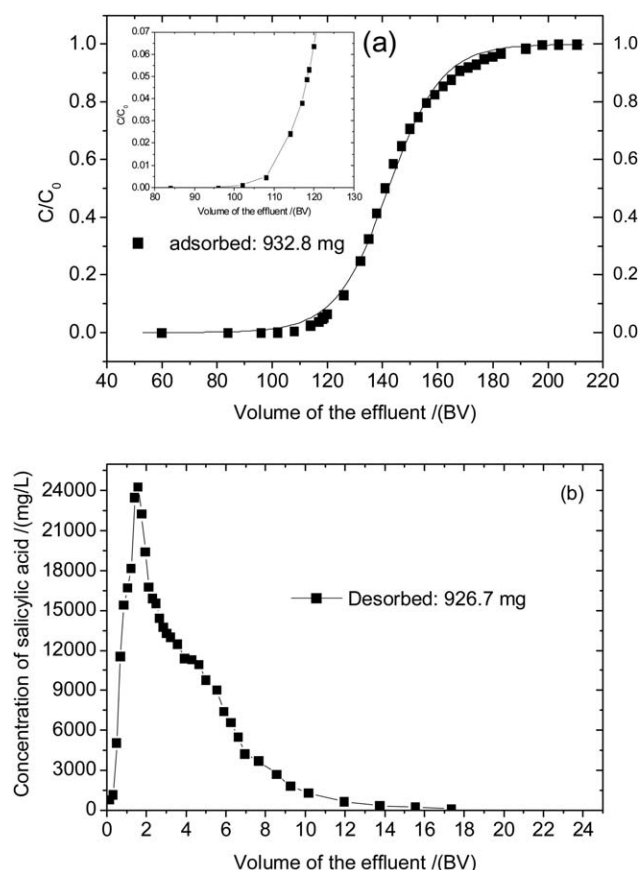 (a)
1.0
0.8
0.6
0.4
0.2
0.0
C/C0
1.0
0.8
0.6
0.4
0.2
0.0
0.07
0.06
0.05
0.04
0.03
0.02
0.01
0.00
C/C0
80 90 100 110 120 130
Volume of the effluent /(BV)
adsorbed: 932.8 mg
40 60 80 100 120 140 160 180 200 220
Volume of the effluent /(BV)
(b)
24000
21000
18000
15000
12000
9000
6000
3000
0
Concentration of salicylic acid /(mg/L)
Desorbed: 926.7 mg
0 2 4 6 8 10 12 14 16 18 20 22 24
Volume of the effluent /(BV)